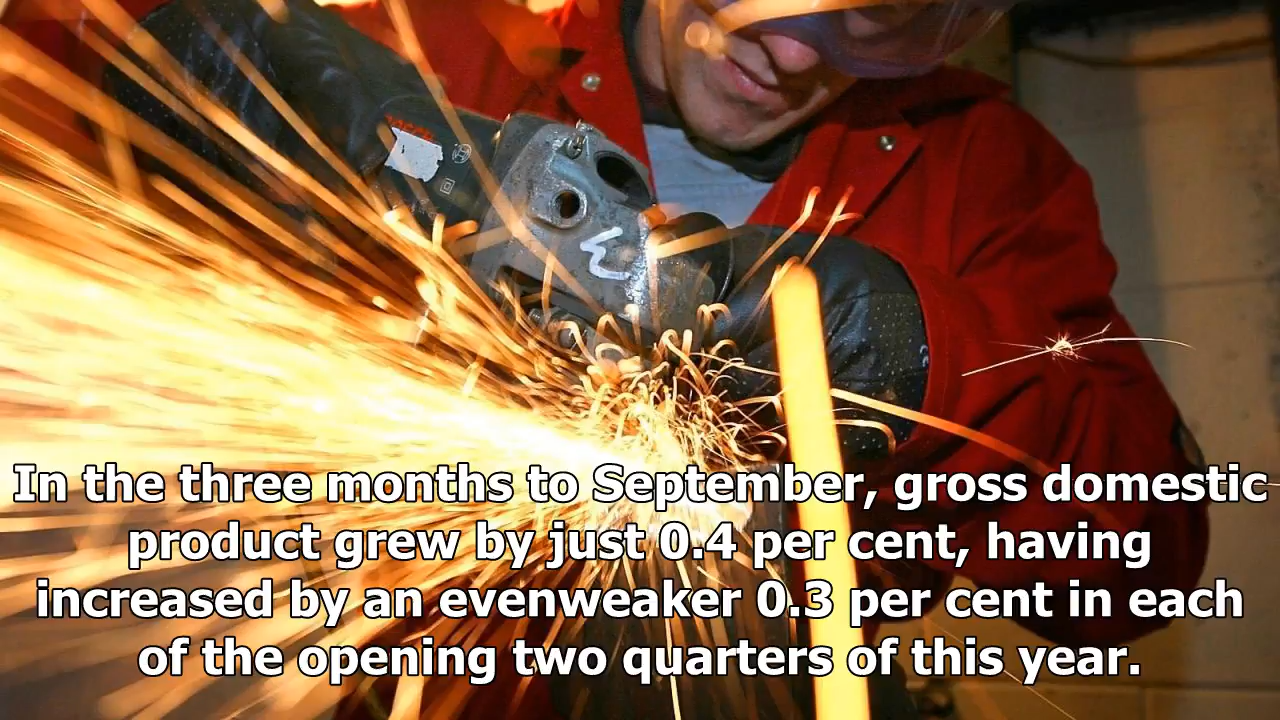 In the three months to September, gross domestic
product grew by just 0.4 per cent, having
increased by an evenweaker 0.3 per cent in each
of the opening two quarters of this year.